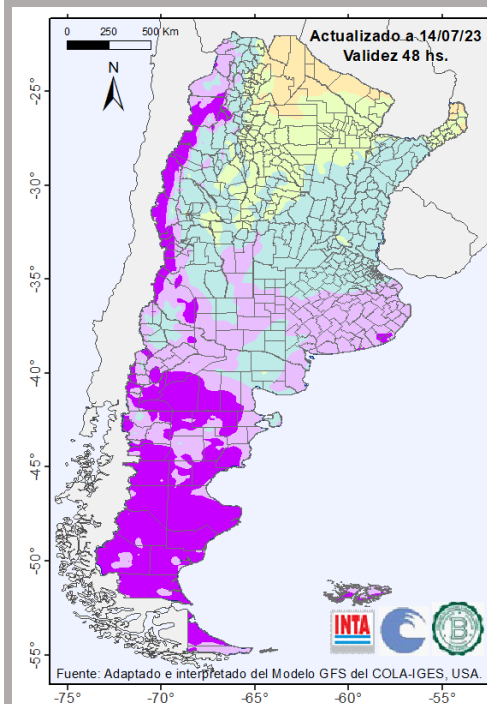 0 250 500 Km
Actualizado a 14/07/23
Validez 48 hs.
N
-25°
-30°
-35°
-40°
-45°
-50°
-55°
INTA
B
Fuente: Adaptado e interpretado del Modelo GFS del COLA-IGES, USA.
-75° -70° -65° -60° -55°